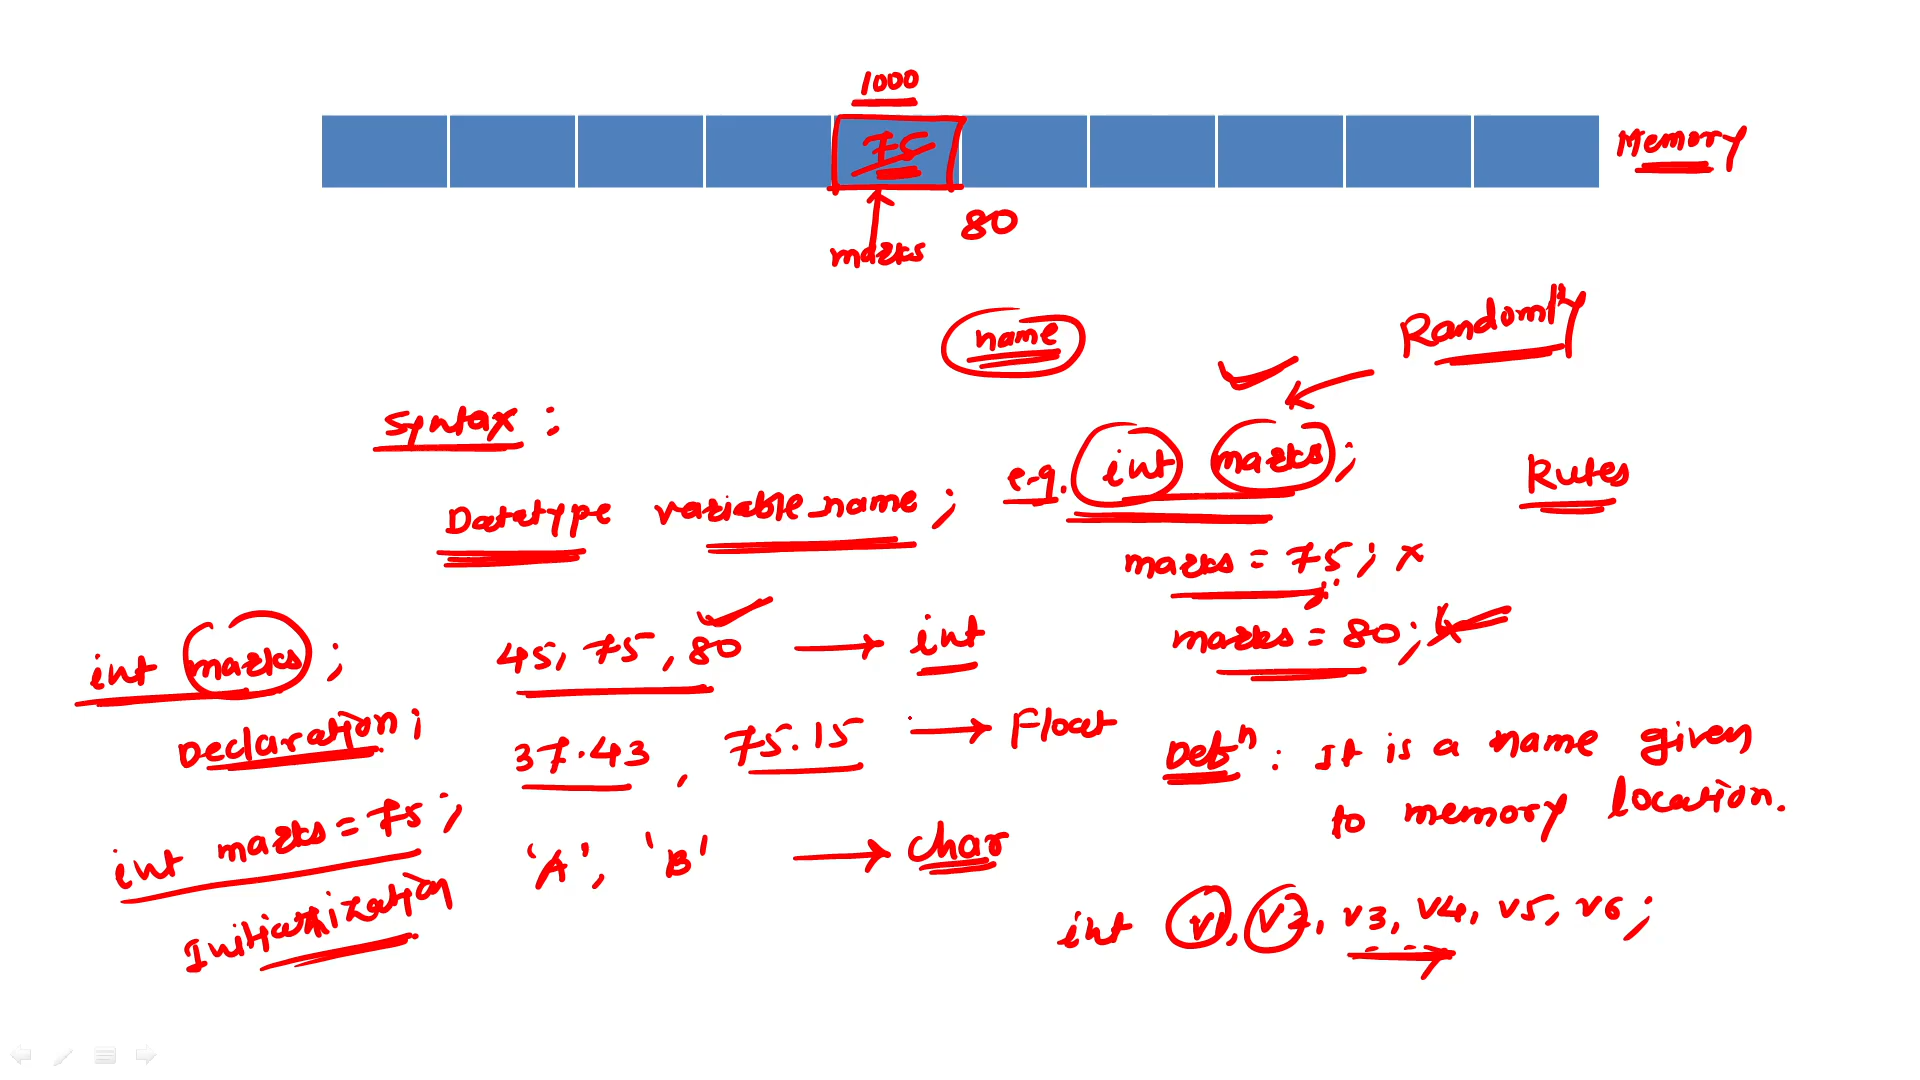 1000
75
Memory
marks
80
name
Randomly
Syntax :
e.g. int marks;
Rules
Datatype variable_name ;
marks = 75; x
int marks ;
45, 75, 80 → int
marks = 80;
Declaration;
37.43 , 75.15 → Float
Defn : It is a name given
to memory location.
int marks = 75;
'A', 'B' → char
Initialization
int v1, v2, v3, v4, v5, v6;